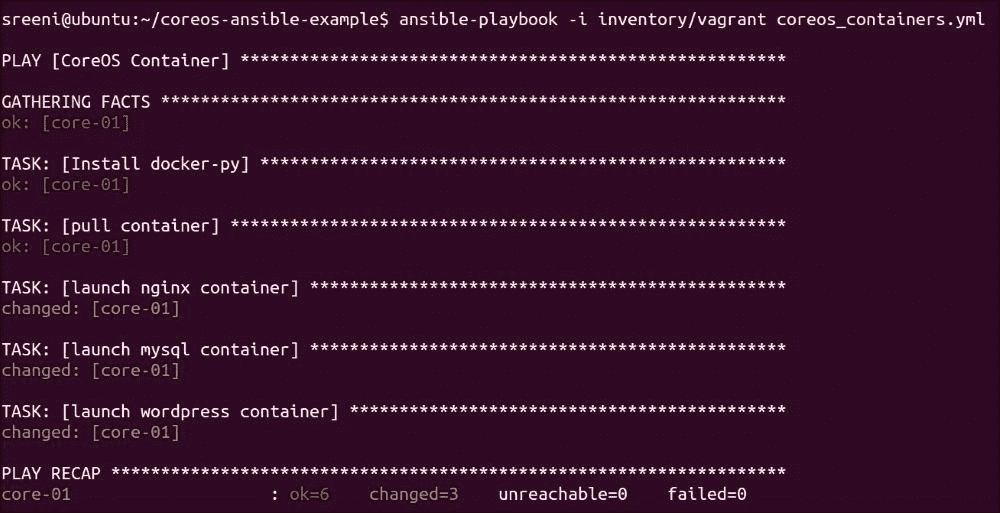 sreeni@ubuntu:~/coreos-ansible-example$ ansible-playbook -i inventory/vagrant coreos_containers.yml
PLAY [CoreOS Container] *******************************************************
GATHERING FACTS ***************************************************************
ok: [core-01]
TASK: [Install docker-py] *****************************************************
ok: [core-01]
TASK: [pull container] ********************************************************
ok: [core-01]
TASK: [launch nginx container] ************************************************
changed: [core-01]
TASK: [launch mysql container] ************************************************
changed: [core-01]
TASK: [launch wordpress container] ********************************************
changed: [core-01]
PLAY RECAP ********************************************************************
core-01                    : ok=6    changed=3    unreachable=0    failed=0